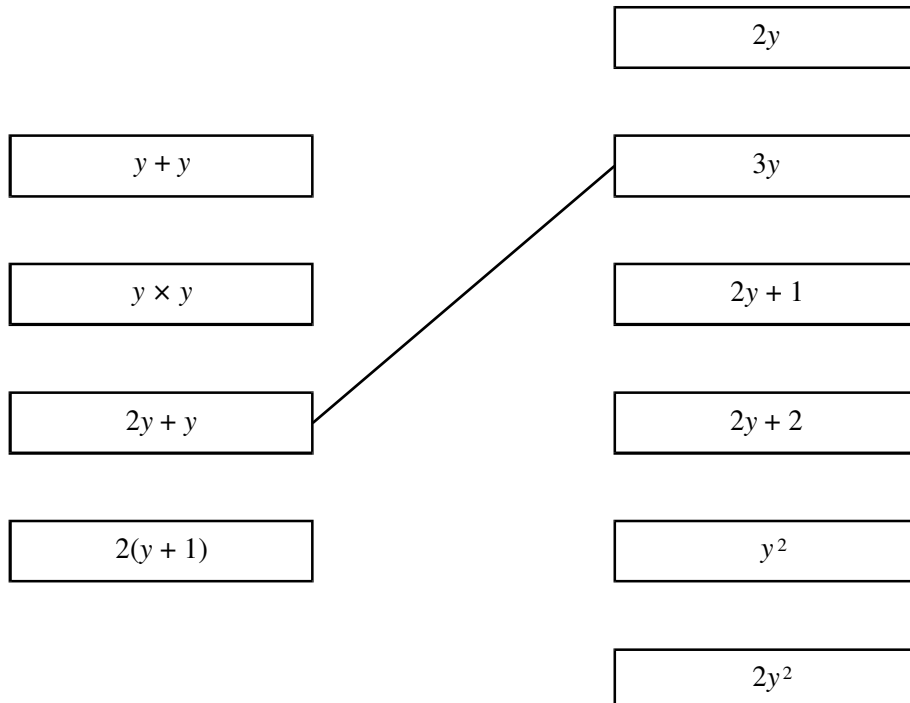 2y
y + y
3y
y × y
2y + 1
2y + y
2y + 2
2(y + 1)
y²
2y²